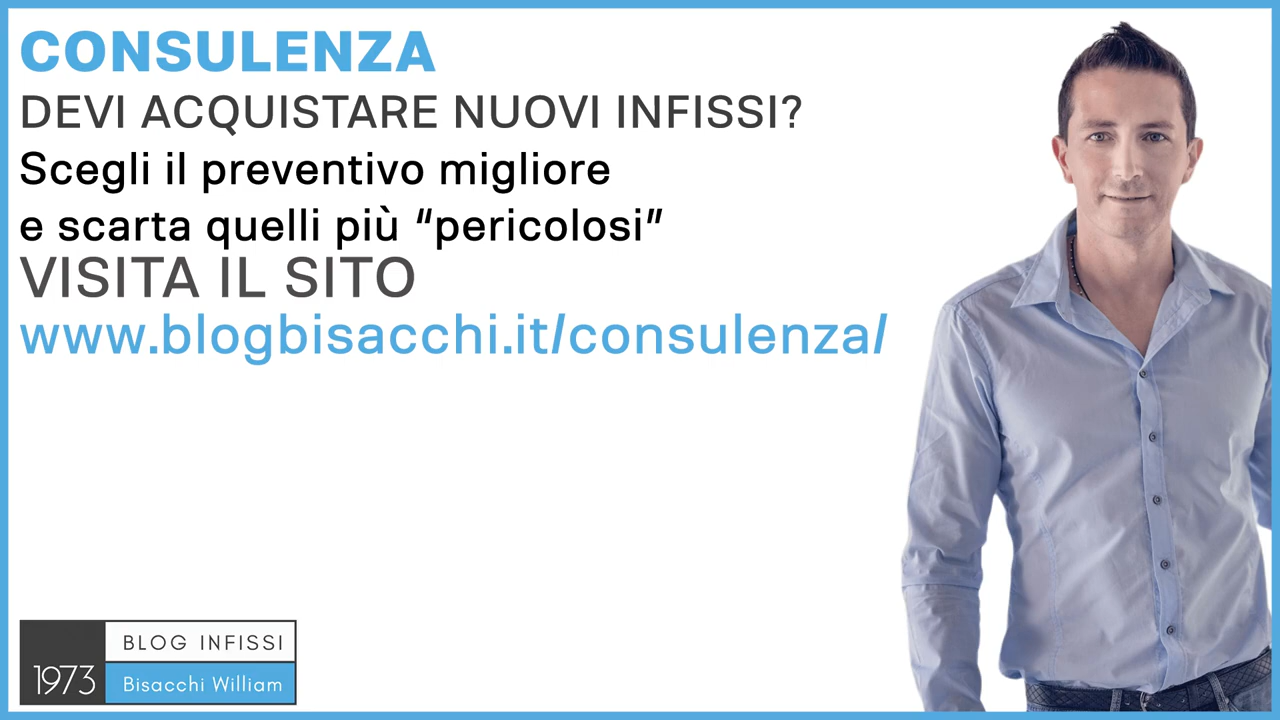 CONSULENZA
DEVI ACQUISTARE NUOVI INFISSI?
Scegli il preventivo migliore
e scarta quelli più “pericolosi”
VISITA IL SITO
www.blogbisacchi.it/consulenza/
1973
BLOG INFISSI
Bisacchi William